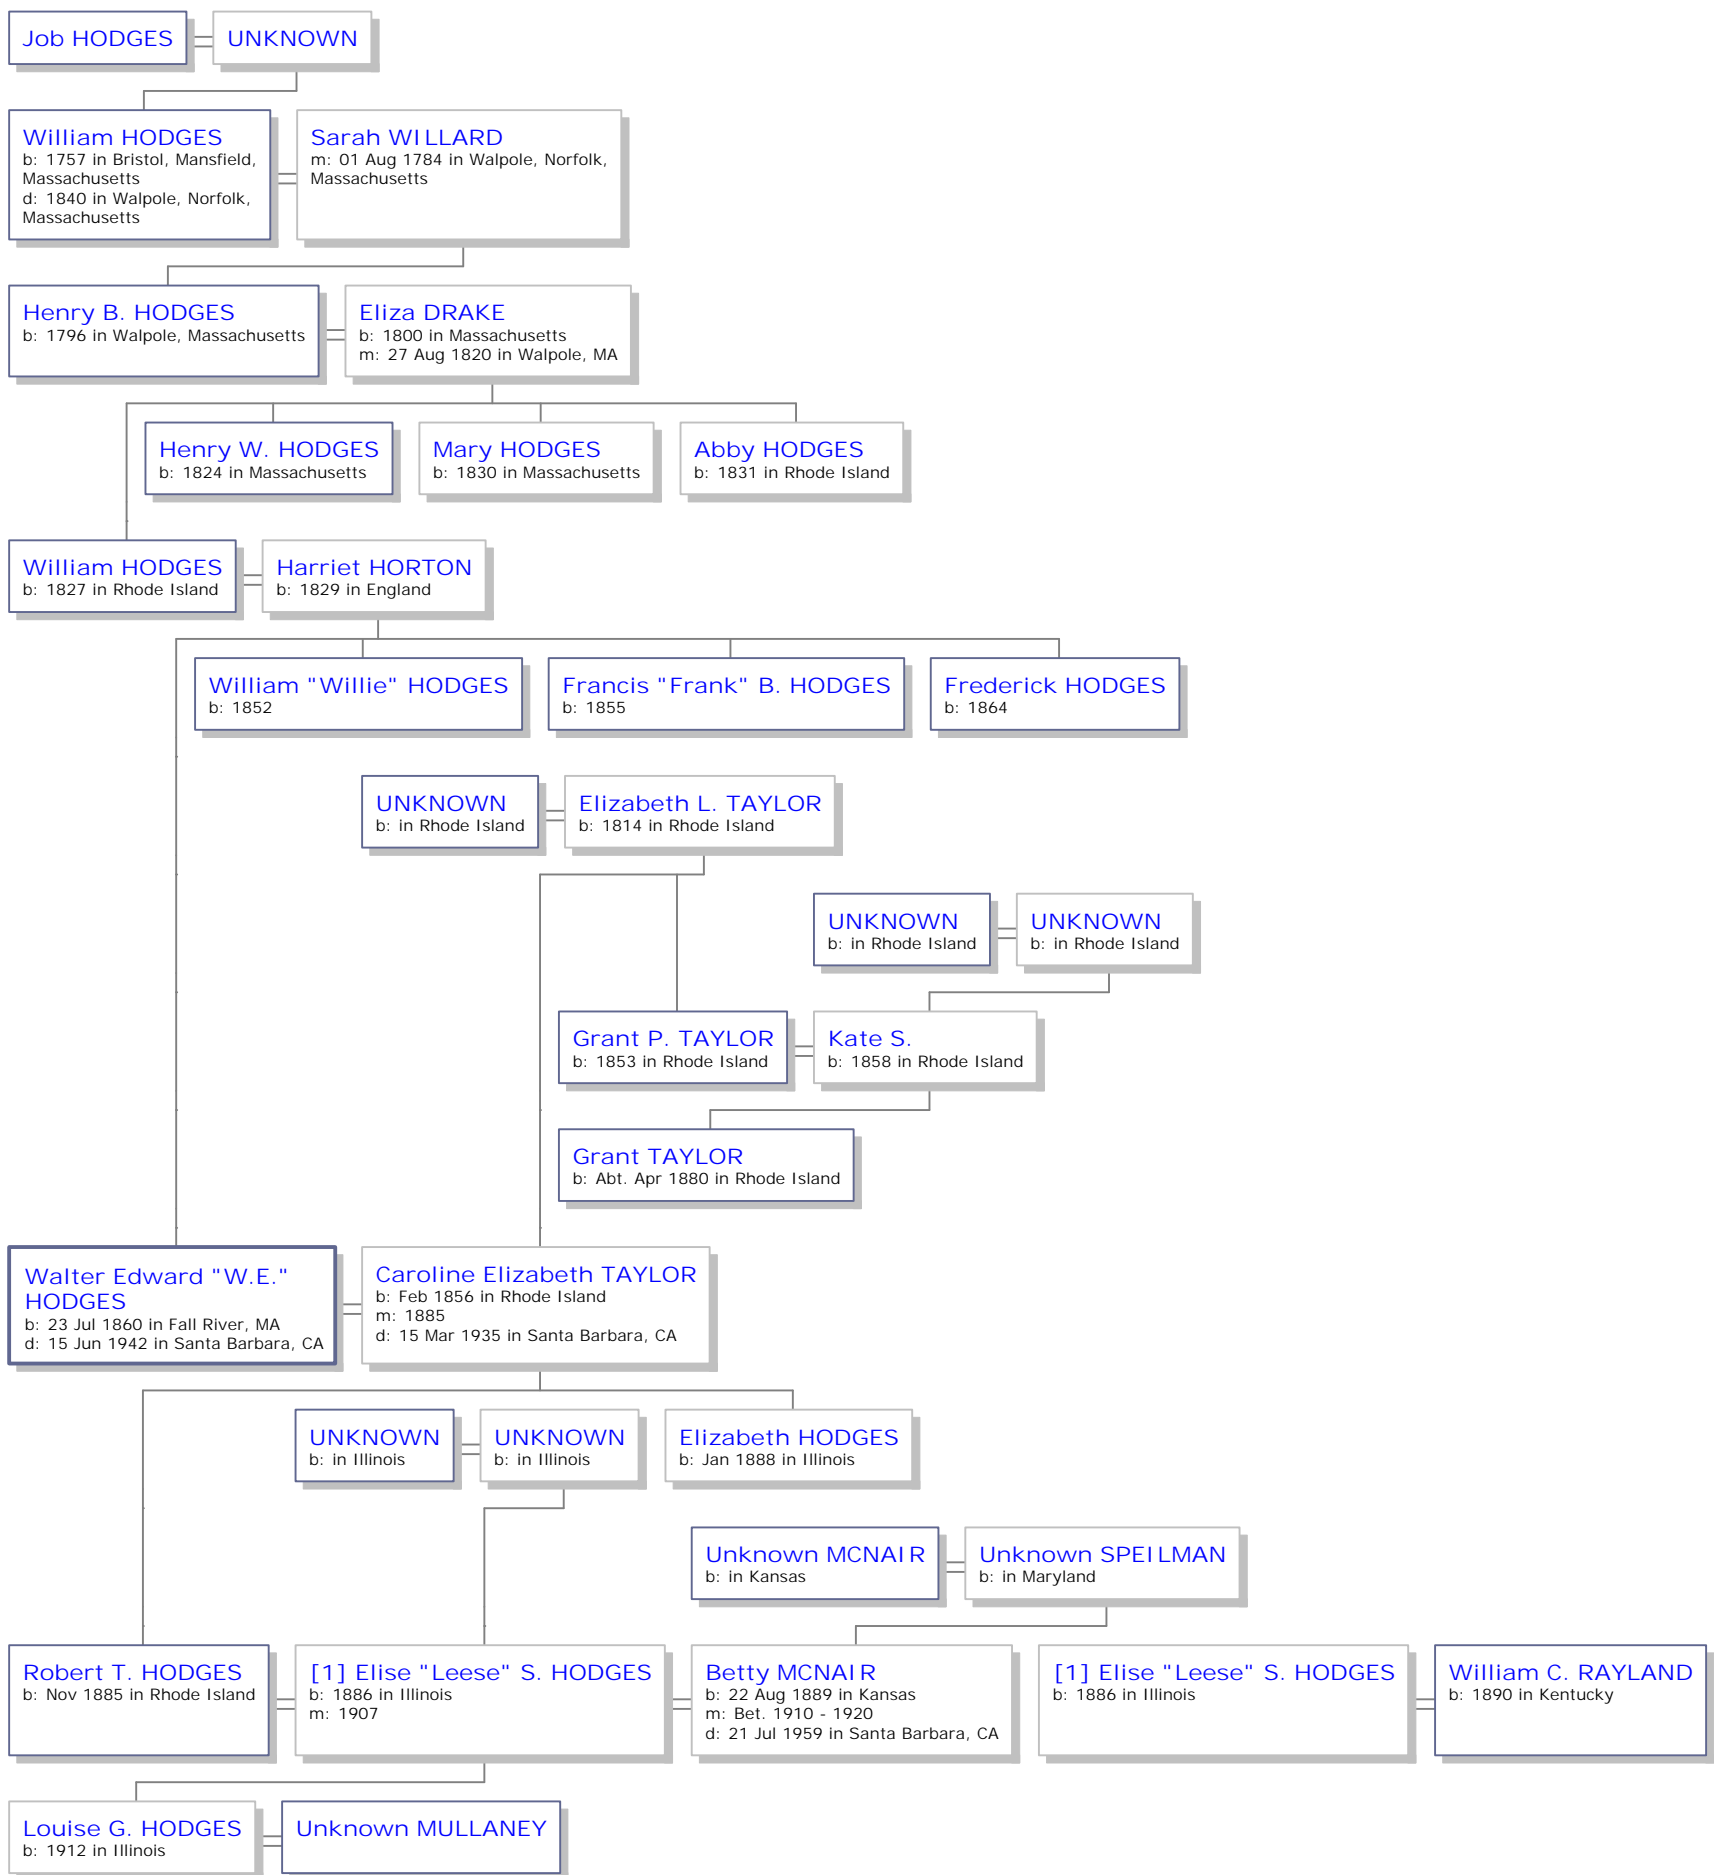 Job HODGES
UNKNOWN
William HODGES
b: 1757 in Bristol, Mansfield,
Massachusetts
d: 1840 in Walpole, Norfolk,
Massachusetts
Sarah WILLARD
m: 01 Aug 1784 in Walpole, Norfolk,
Massachusetts
Henry B. HODGES
b: 1796 in Walpole, Massachusetts
Eliza DRAKE
b: 1800 in Massachusetts
m: 27 Aug 1820 in Walpole, MA
Henry W. HODGES
b: 1824 in Massachusetts
Mary HODGES
b: 1830 in Massachusetts
Abby HODGES
b: 1831 in Rhode Island
William HODGES
b: 1827 in Rhode Island
Harriet HORTON
b: 1829 in England
William "Willie" HODGES
b: 1852
Francis "Frank" B. HODGES
b: 1855
Frederick HODGES
b: 1864
UNKNOWN
b: in Rhode Island
Elizabeth L. TAYLOR
b: 1814 in Rhode Island
UNKNOWN
b: in Rhode Island
UNKNOWN
b: in Rhode Island
Grant P. TAYLOR
b: 1853 in Rhode Island
Kate S.
b: 1858 in Rhode Island
Grant TAYLOR
b: Abt. Apr 1880 in Rhode Island
Walter Edward "W.E."
HODGES
b: 23 Jul 1860 in Fall River, MA
d: 15 Jun 1942 in Santa Barbara, CA
Caroline Elizabeth TAYLOR
b: Feb 1856 in Rhode Island
m: 1885
d: 15 Mar 1935 in Santa Barbara, CA
UNKNOWN
b: in Illinois
UNKNOWN
b: in Illinois
Elizabeth HODGES
b: Jan 1888 in Illinois
Unknown MCNAIR
b: in Kansas
Unknown SPEILMAN
b: in Maryland
Robert T. HODGES
b: Nov 1885 in Rhode Island
[1] Elise "Leese" S. HODGES
b: 1886 in Illinois
m: 1907
Betty MCNAIR
b: 22 Aug 1889 in Kansas
m: Bet. 1910 - 1920
d: 21 Jul 1959 in Santa Barbara, CA
[1] Elise "Leese" S. HODGES
b: 1886 in Illinois
William C. RAYLAND
b: 1890 in Kentucky
Louise G. HODGES
b: 1912 in Illinois
Unknown MULLANEY